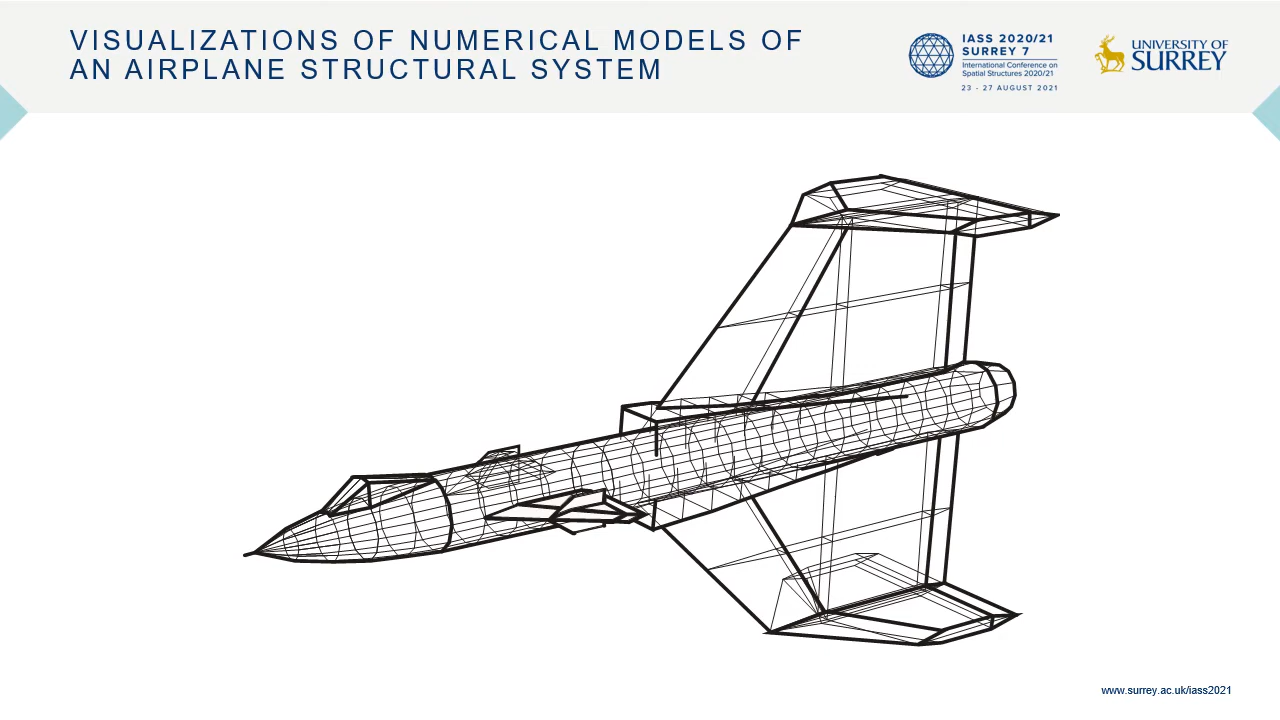 VISUALIZATIONS OF NUMERICAL MODELS OF
AN AIRPLANE STRUCTURAL SYSTEM
IASS 2020/21
SURREY 7
International Conference on
Spatial Structures 2020/21
23 - 27 AUGUST 2021
UNIVERSITY OF
SURREY
www.surrey.ac.uk/iass2021